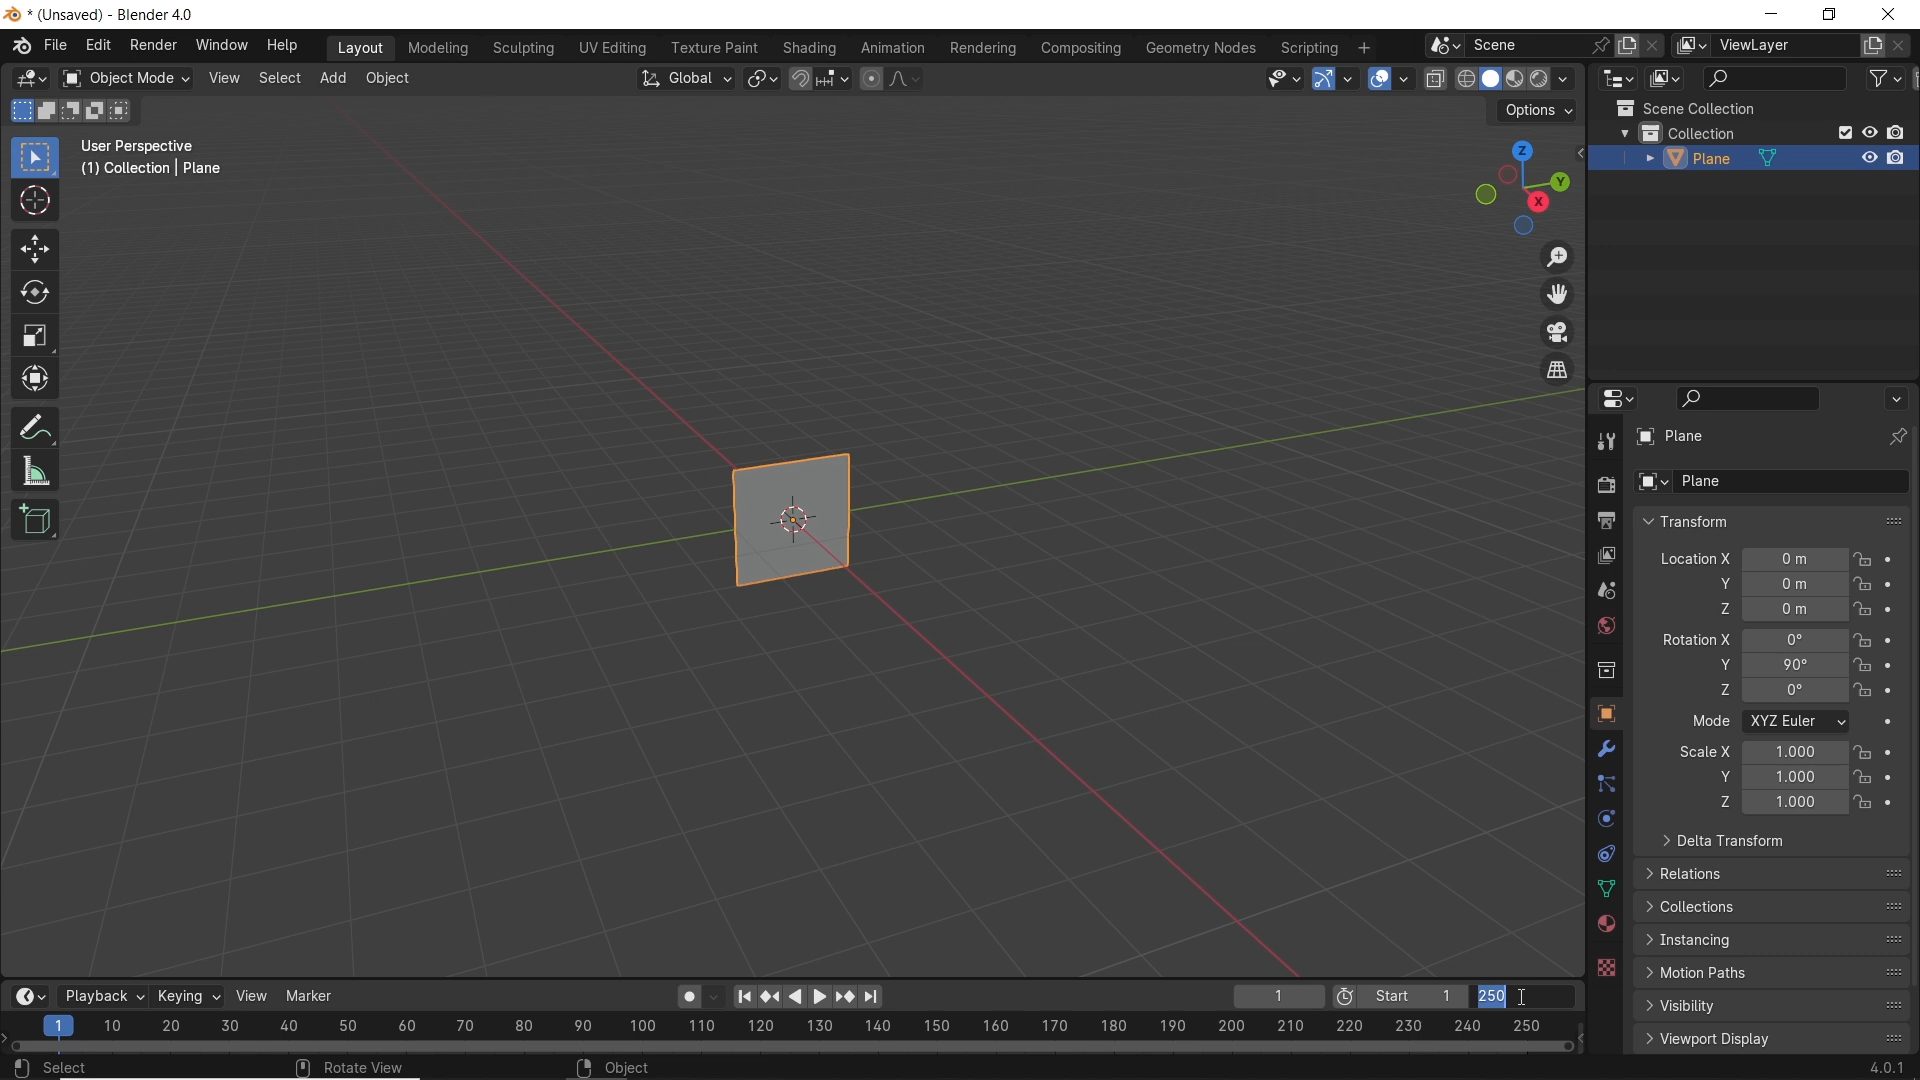 * (Unsaved) - Blender 4.0
File Edit Render Window Help Layout Modeling Sculpting UV Editing Texture Paint Shading Animation Rendering Compositing Geometry Nodes Scripting + Scene ViewLayer
Object Mode View Select Add Object Global
Options
User Perspective
(1) Collection | Plane
Z
Y
X
Scene Collection
Collection
Plane
Plane
Plane
Transform
Location X 0 m
Y 0 m
Z 0 m
Rotation X 0°
Y 90°
Z 0°
Mode XYZ Euler
Scale X 1.000
Y 1.000
Z 1.000
Delta Transform
Relations
Collections
Instancing
Motion Paths
Visibility
Viewport Display
Playback Keying View Marker 1 Start 1 250
1 10 20 30 40 50 60 70 80 90 100 110 120 130 140 150 160 170 180 190 200 210 220 230 240 250
Select Rotate View Object 4.0.1